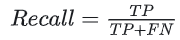 Recall = TP / TP+FN